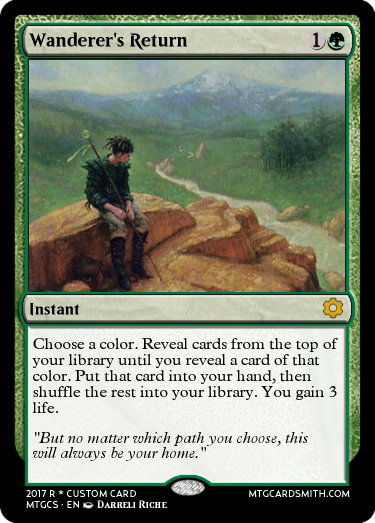 Wanderer's Return 1
Instant
Choose a color. Reveal cards from the top of
your library until you reveal a card of that
color. Put that card into your hand, then
shuffle the rest into your library. You gain 3
life.
"But no matter which path you choose, this
will always be your home."
2017 R * CUSTOM CARD MTGCARDSMITH.COM
MTGCS · EN DARRELI RICHE